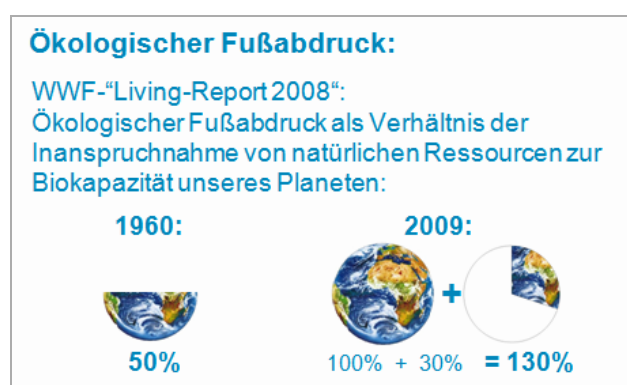 Ökologischer Fußabdruck:
WWF-“Living-Report 2008“:
Ökologischer Fußabdruck als Verhältnis der
Inanspruchnahme von natürlichen Ressourcen zur
Biokapazität unseres Planeten:
1960: 2009:
+
50% 100% + 30% = 130%